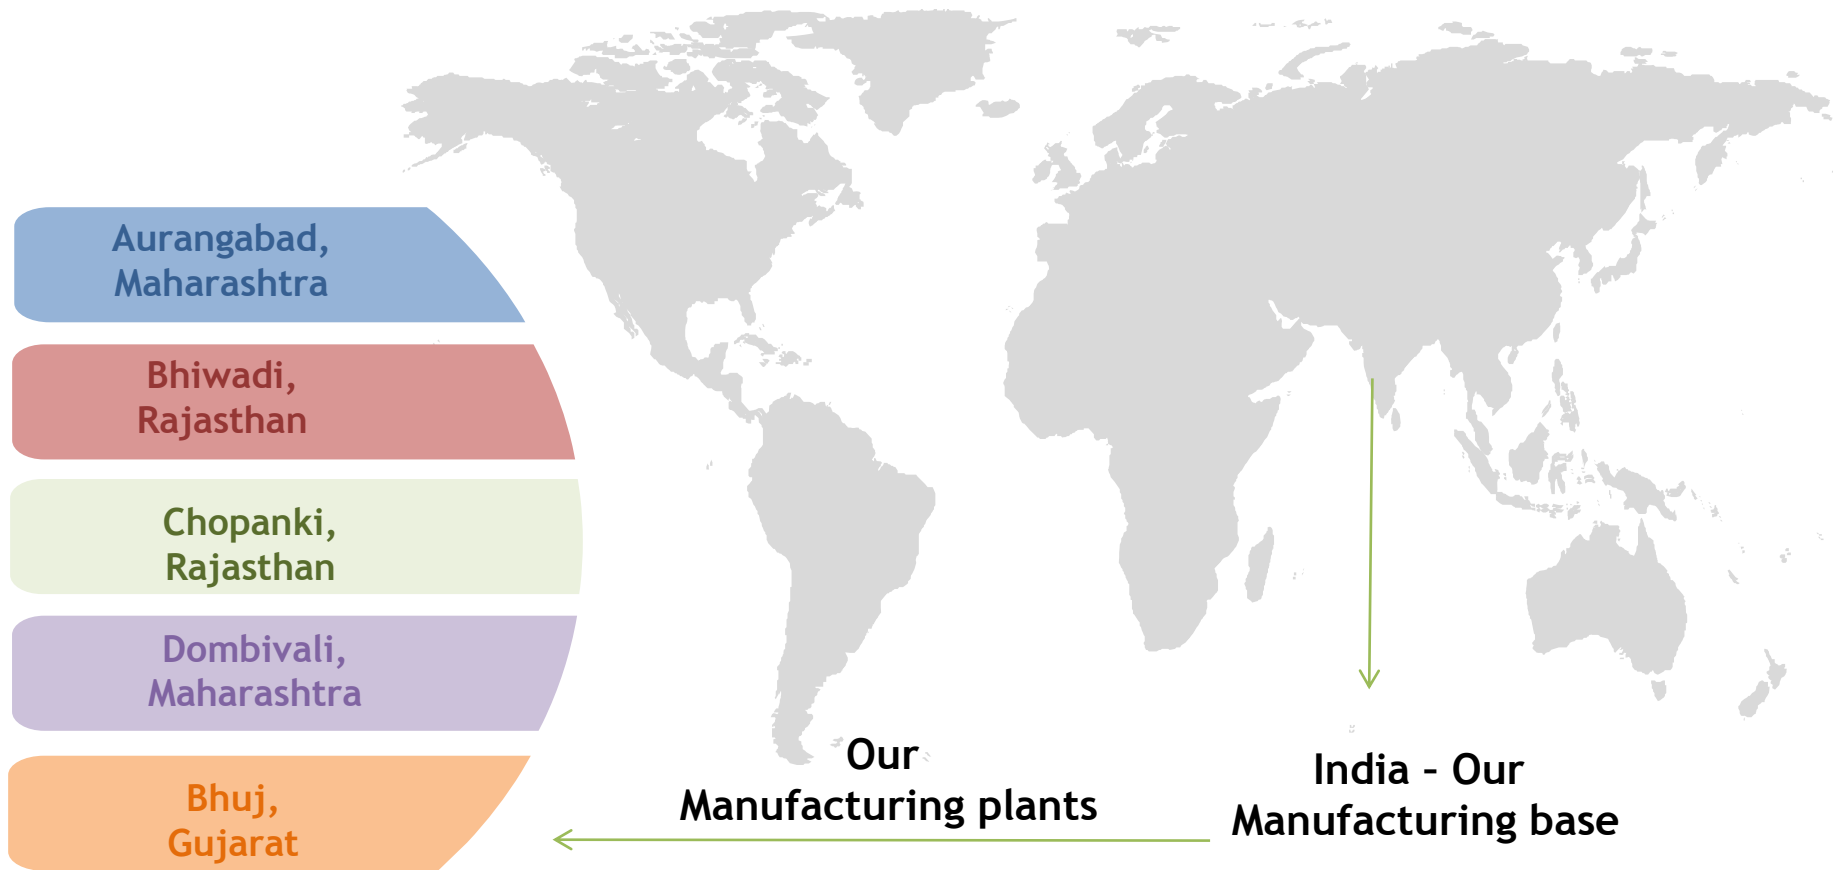 Aurangabad,
Maharashtra
Bhiwadi,
Rajasthan
Chopanki,
Rajasthan
Dombivali,
Maharashtra
Bhuj,
Gujarat
Our
Manufacturing plants
India – Our
Manufacturing base